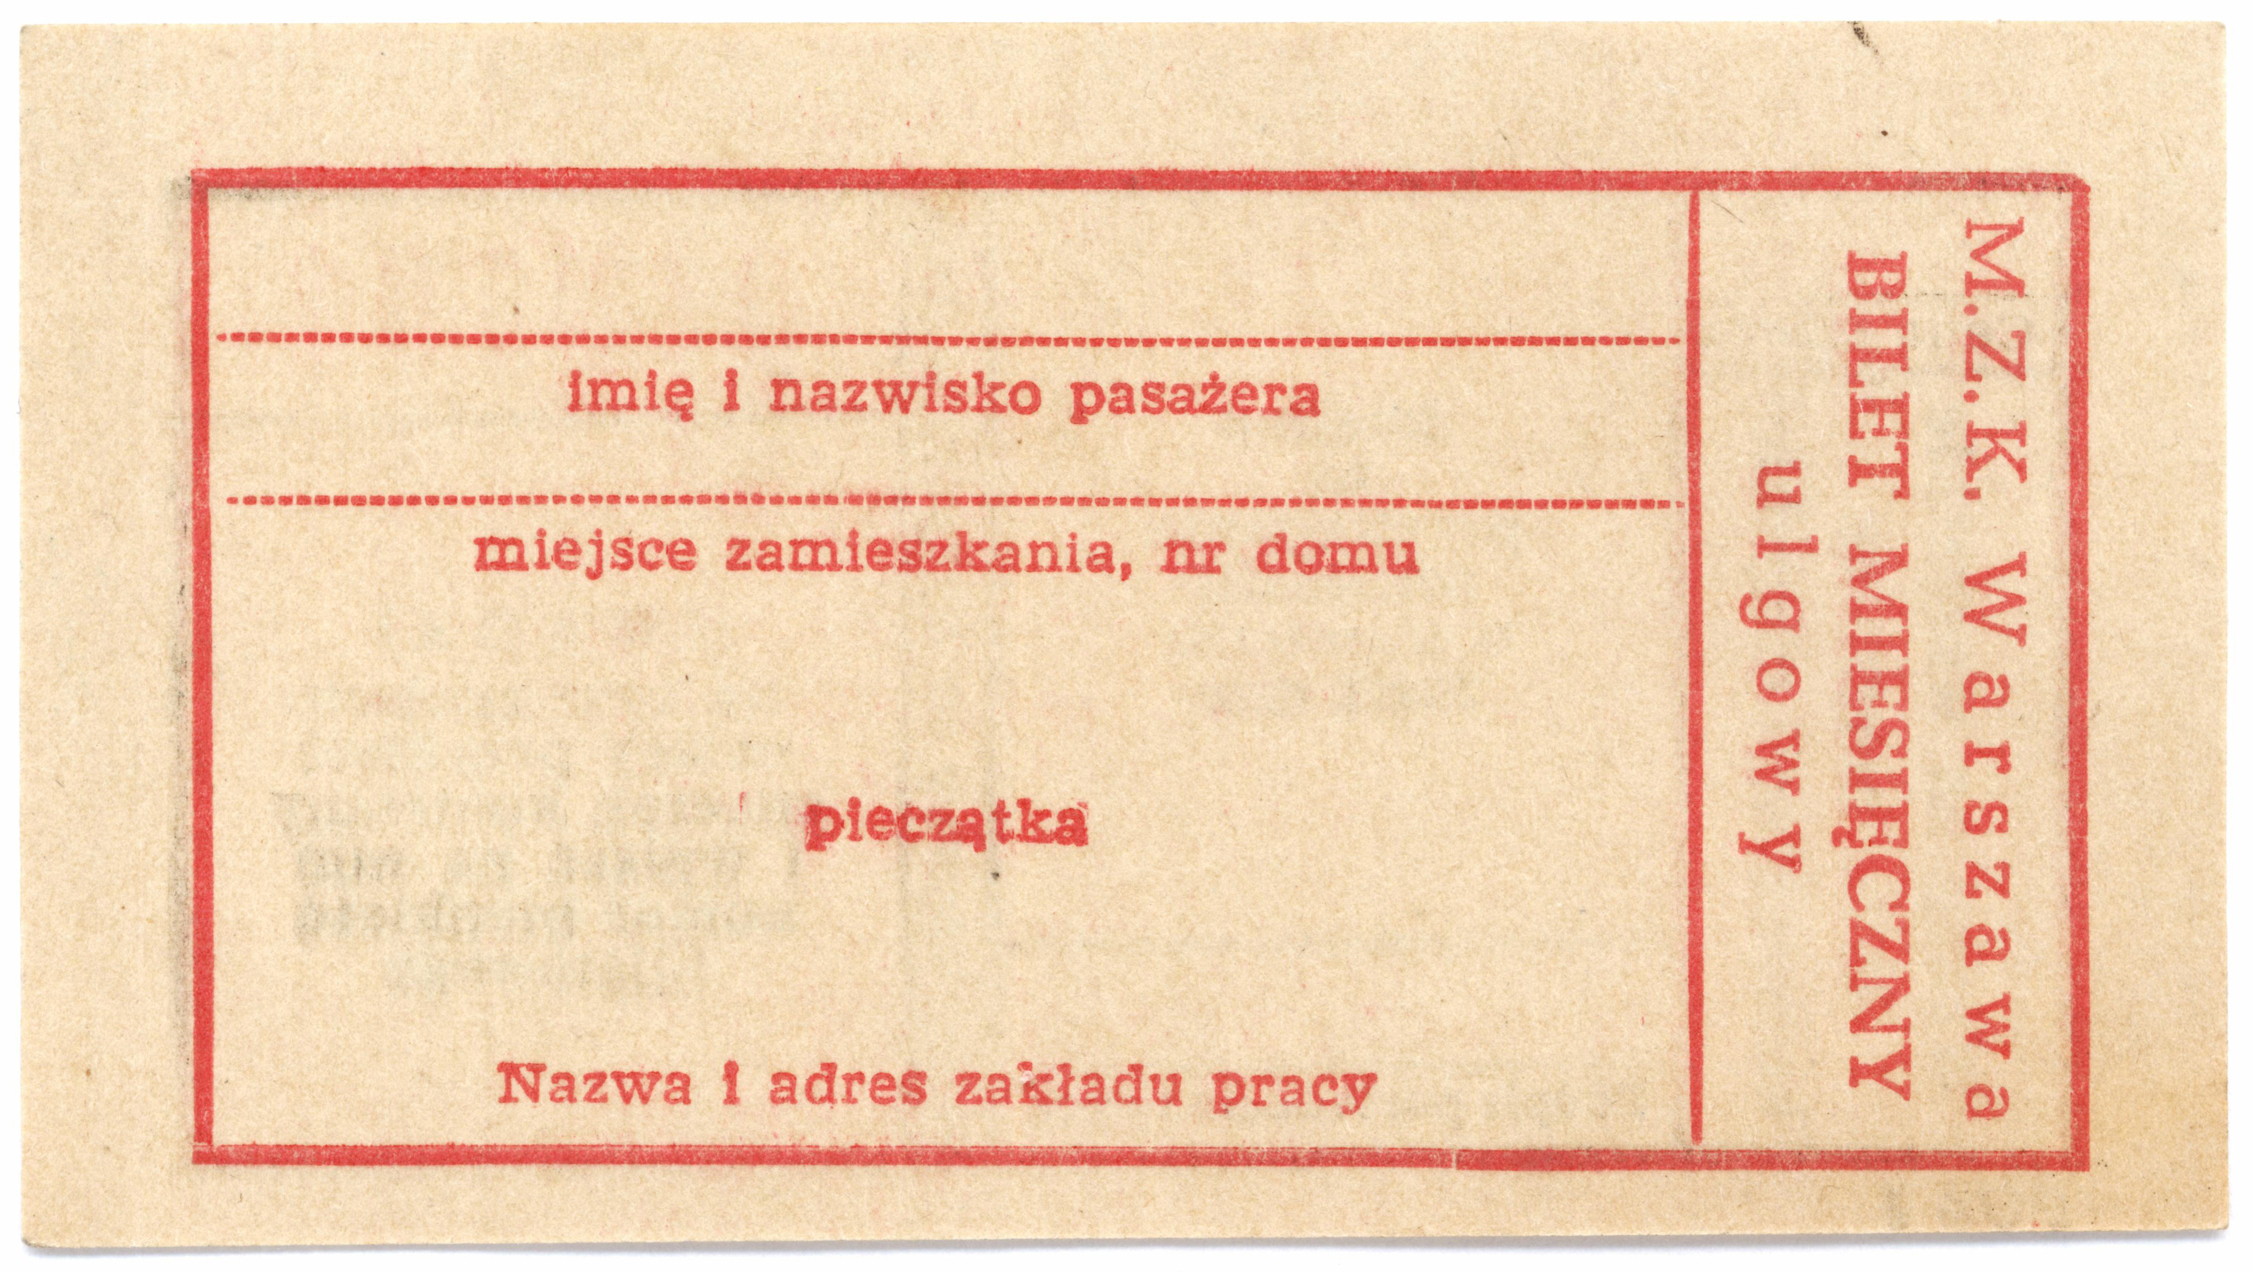 imię i nazwisko pasażera
miejsce zamieszkania, nr domu
pieczątka
Nazwa i adres zakładu pracy
M.Z.K. Warszawa
BILET MIESIĘCZNY
ulgowy